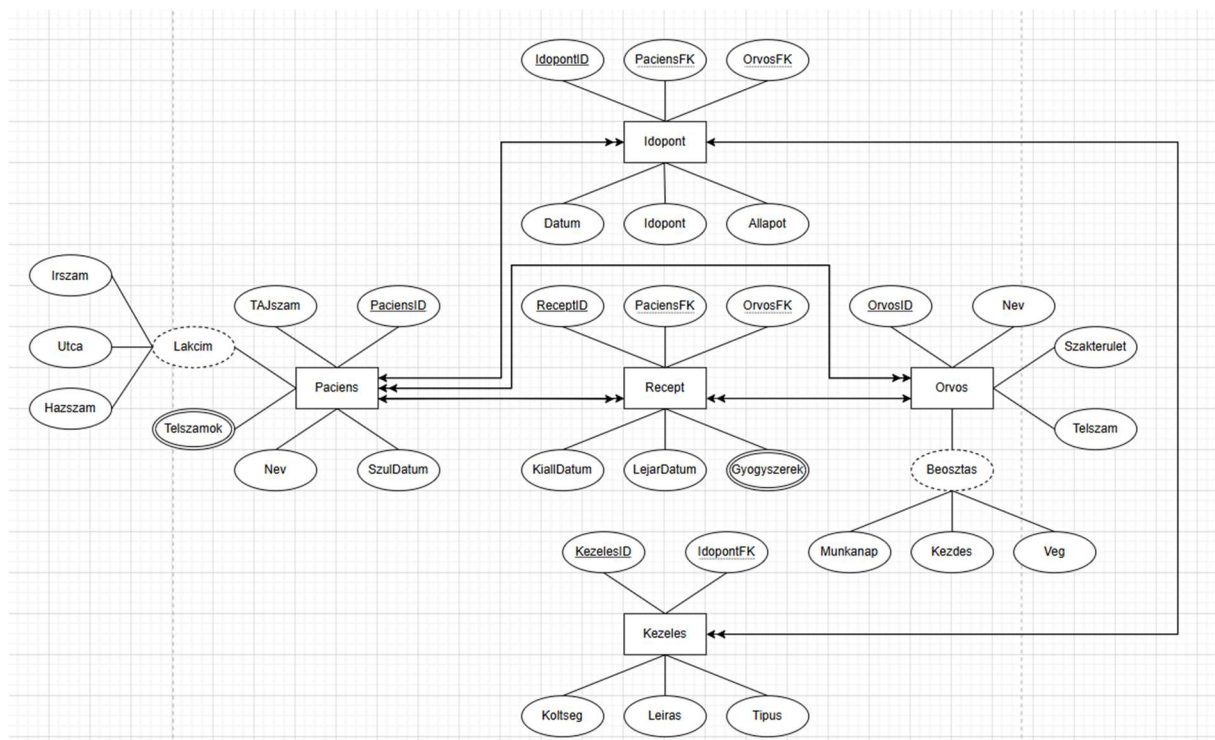 IdopontID
PaciensFK
OrvosFK
Idopont
Datum
Idopont
Allapot
Irszam
Utca
Hazszam
Lakcim
Telszamok
TAJszam
PaciensID
Paciens
Nev
SzulDatum
ReceptID
PaciensFK
OrvosFK
Recept
KiallDatum
LejarDatum
Gyogyszerek
OrvosID
Nev
Szakterulet
Orvos
Telszam
Beosztas
Munkanap
Kezdes
Veg
KezelesID
IdopontFK
Kezeles
Koltseg
Leiras
Tipus